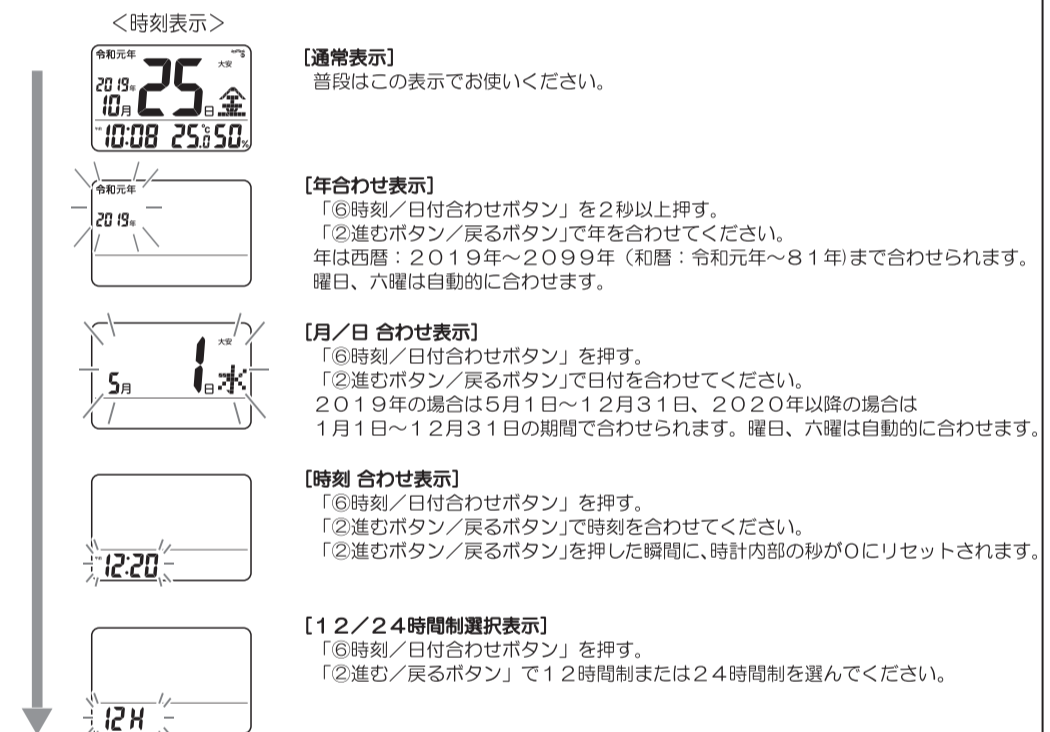 ＜時刻表示＞
令和元年
大安
2019年
10月
25日
金
10:08 25.0℃ 50%
[通常表示]
普段はこの表示でお使いください。
令和元年
2019年
[年合わせ表示]
「⑥時刻／日付合わせボタン」を２秒以上押す。
「②進むボタン／戻るボタン」で年を合わせてください。
年は西暦：２０１９年～２０９９年（和暦：令和元年～８１年)まで合わせられます。
曜日、六曜は自動的に合わせます。
大安
5月 1日 水
[月／日 合わせ表示]
「⑥時刻／日付合わせボタン」を押す。
「②進むボタン／戻るボタン」で日付を合わせてください。
２０１９年の場合は５月１日～１２月３１日、２０２０年以降の場合は
１月１日～１２月３１日の期間で合わせられます。曜日、六曜は自動的に合わせます。
12:20
[時刻 合わせ表示]
「⑥時刻／日付合わせボタン」を押す。
「②進むボタン／戻るボタン」で時刻を合わせてください。
「②進むボタン／戻るボタン」を押した瞬間に、時計内部の秒が０にリセットされます。
12H
[１２／２４時間制選択表示]
「⑥時刻／日付合わせボタン」を押す。
「②進む／戻るボタン」で１２時間制または２４時間制を選んでください。